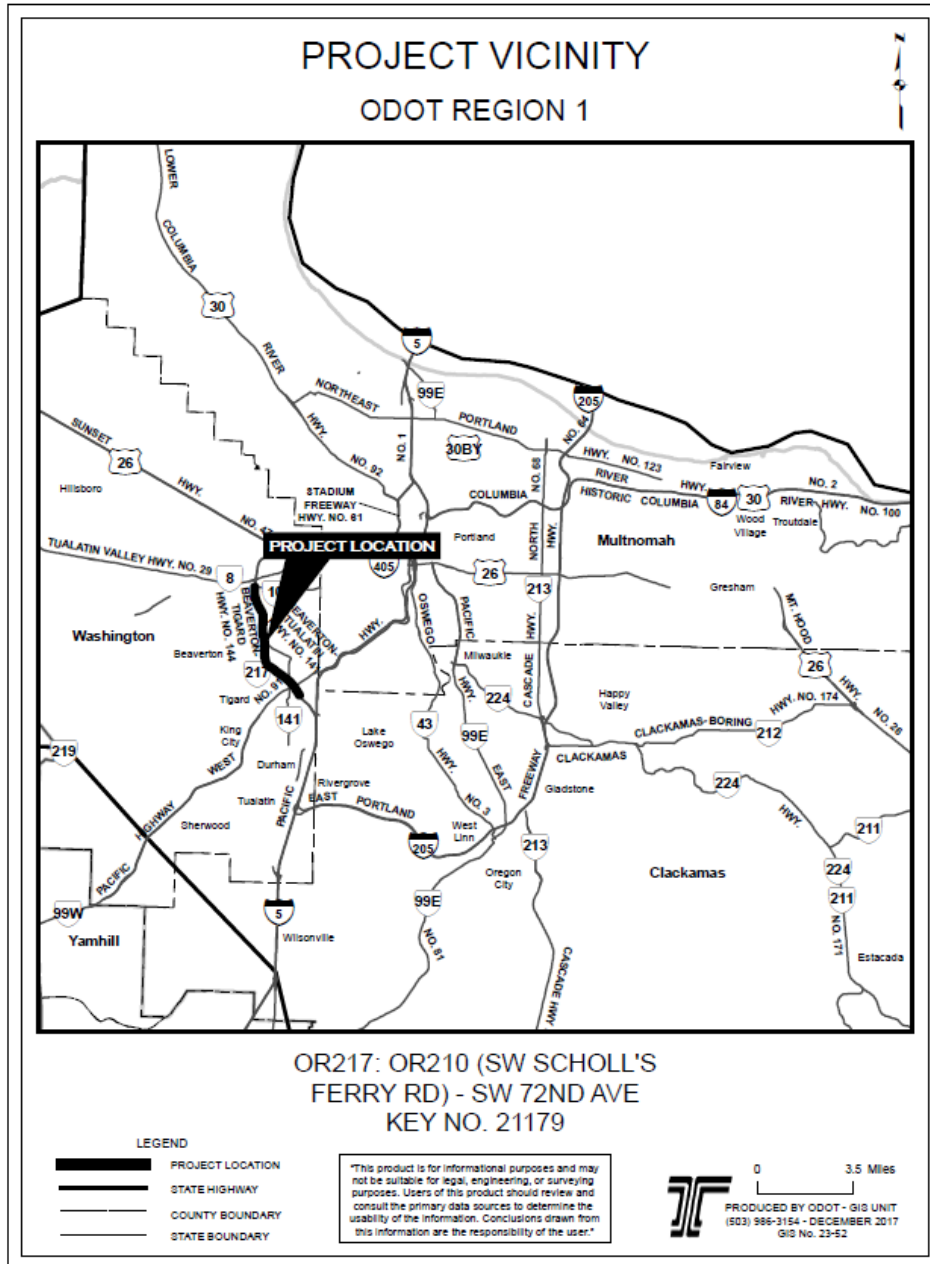 PROJECT VICINITY
ODOT REGION 1
N
LOWER
COLUMBIA
30
RIVER
HWY.
NO. 92
5
99E
NORTHEAST
PORTLAND
205
NO. 64
NO. 1
30BY
HWY. NO. 123
NO. 68
SUNSET
26
HWY.
Hillsboro
STADIUM
FREEWAY
HWY. NO. 61
COLUMBIA
RIVER
HWY.
HISTORIC COLUMBIA
84
30
NO. 2
RIVER
HWY.
NO. 100
Fairview
Wood
Village
Troutdale
PROJECT LOCATION
TUALATIN VALLEY HWY. NO. 29
8
405
Portland
26
NORTH
HWY.
Multnomah
Gresham
213
Washington
HWY. NO. 144
BEAVERTON-
TIGARD
BEAVERTON-
TUALATIN
Beaverton
217
Tigard
HWY.
OSWEGO
PACIFIC
HWY.
Milwaukie
224
CASCADE
HWY.
MT. HOOD
26
HWY.
NO. 26
Happy
Valley
HWY. NO. 174
CLACKAMAS-BORING
212
CLACKAMAS
King
City
141
Lake
Oswego
43
99E
HWY.
NO. 3
EAST
FREEWAY
Gladstone
219
WEST
Durham
Rivergrove
Tualatin
PACIFIC
EAST
PORTLAND
205
West
Linn
224
HWY.
211
HIGHWAY
Sherwood
213
Oregon
City
Clackamas
224
211
NO. 171
Estacada
PACIFIC
99W
Yamhill
5
Wilsonville
99E
NO. 81
CASCADE HWY
OR217: OR210 (SW SCHOLL'S
FERRY RD) - SW 72ND AVE
KEY NO. 21179
LEGEND
PROJECT LOCATION
STATE HIGHWAY
COUNTY BOUNDARY
STATE BOUNDARY
"This product is for informational purposes and may
not be suitable for legal, engineering, or surveying
purposes. Users of this product should review and
consult the primary data sources to determine the
usability of the information. Conclusions drawn from
this information are the responsibility of the user."
0 3.5 Miles
PRODUCED BY ODOT - GIS UNIT
(503) 986-3154 - DECEMBER 2017
GIS No. 23-52